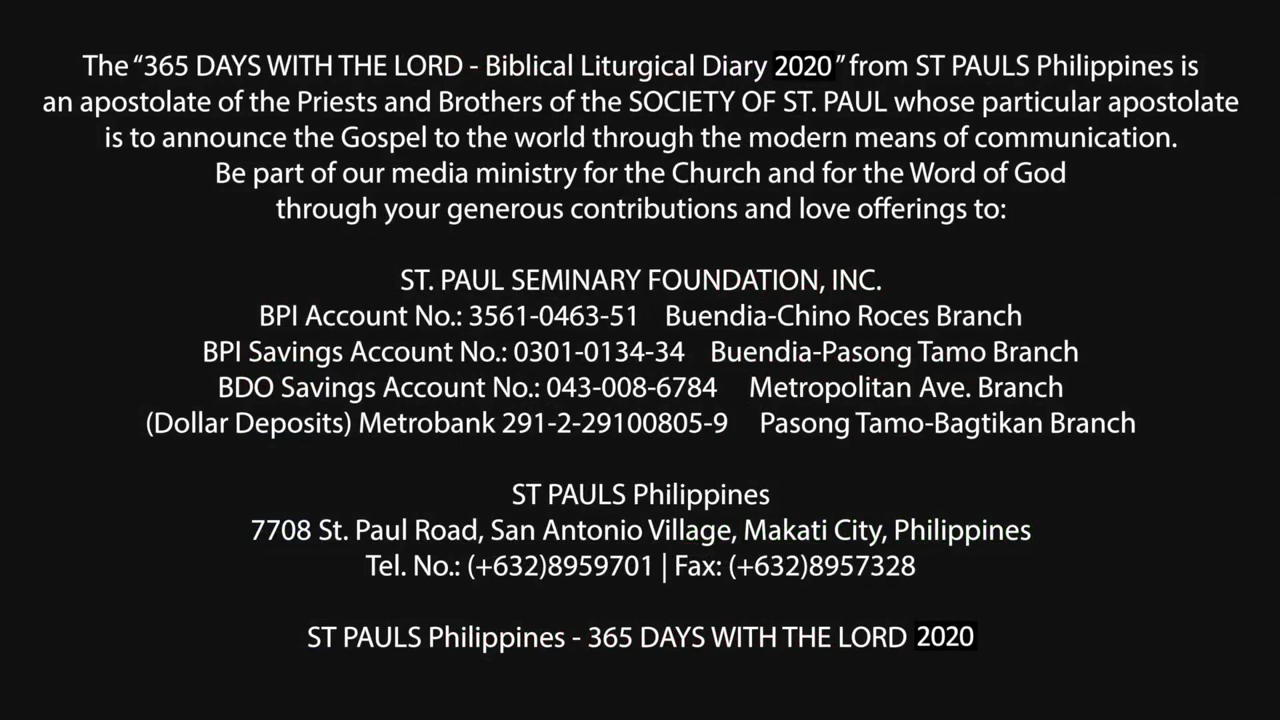 The “365 DAYS WITH THE LORD - Biblical Liturgical Diary 2020” from ST PAULS Philippines is
an apostolate of the Priests and Brothers of the SOCIETY OF ST. PAUL whose particular apostolate
is to announce the Gospel to the world through the modern means of communication.
Be part of our media ministry for the Church and for the Word of God
through your generous contributions and love offerings to:
ST. PAUL SEMINARY FOUNDATION, INC.
BPI Account No.: 3561-0463-51 Buendia-Chino Roces Branch
BPI Savings Account No.: 0301-0134-34 Buendia-Pasong Tamo Branch
BDO Savings Account No.: 043-008-6784 Metropolitan Ave. Branch
(Dollar Deposits) Metrobank 291-2-29100805-9 Pasong Tamo-Bagtikan Branch
ST PAULS Philippines
7708 St. Paul Road, San Antonio Village, Makati City, Philippines
Tel. No.: (+632)8959701 | Fax: (+632)8957328
ST PAULS Philippines - 365 DAYS WITH THE LORD 2020